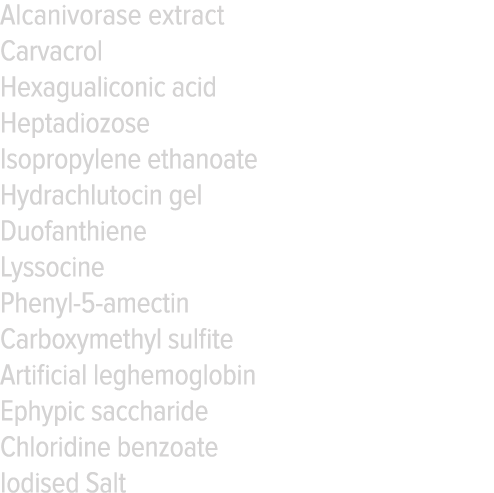 Alcanivorase extract
Carvacrol
Hexagualiconic acid
Heptadiozose
Isopropylene ethanoate
Hydrachlutocin gel
Duofanthiene
Lyssocine
Phenyl-5-amectin
Carboxymethyl sulfite
Artificial leghemoglobin
Ephypic saccharide
Chloridine benzoate
Iodised Salt